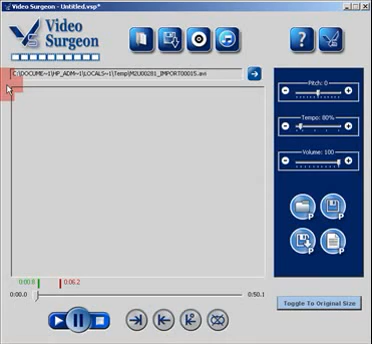 Video Surgeon - Untitled.vsp*
Video
Surgeon
C:\DOCUME~1\HP_ADM~1\LOCALS~1\Temp\M2U00281_IMPORT00015.avi
Pitch: 0
Tempo: 80%
Volume: 100
P
P
P
P
0:00.8
0:06.2
0:00.0
0:50.1
Toggle To Original Size